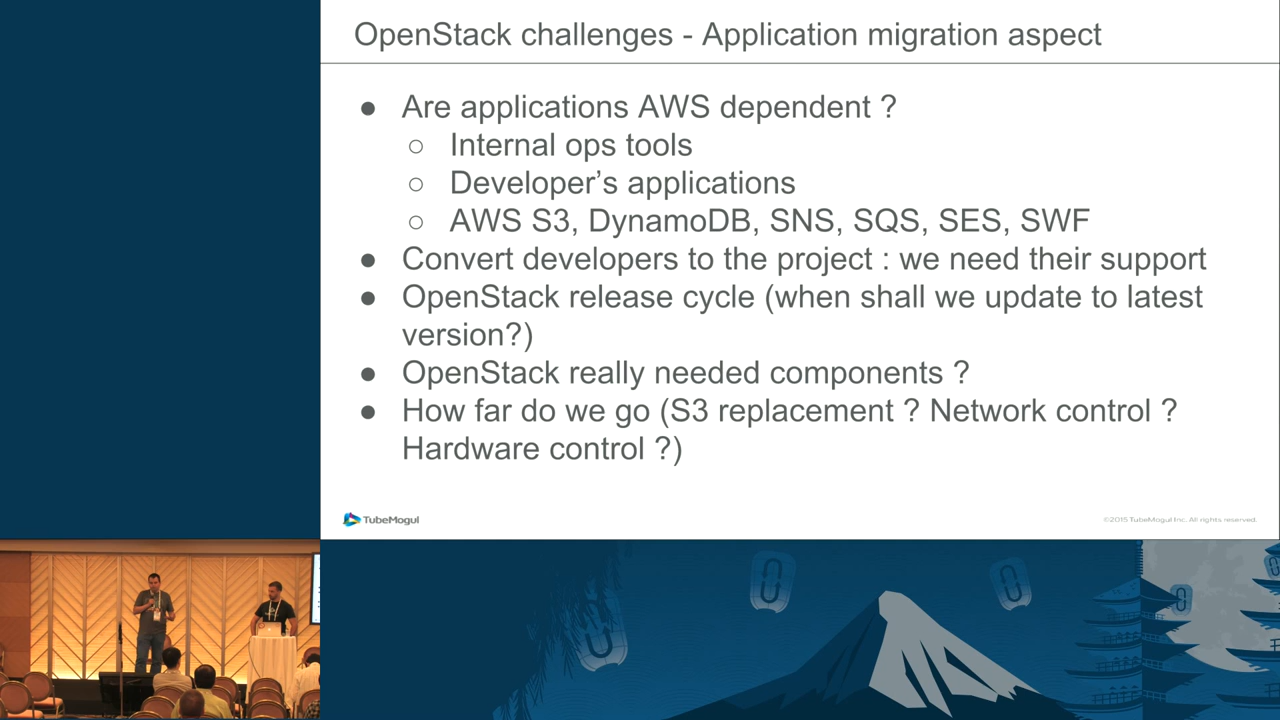 OpenStack challenges - Application migration aspect
● Are applications AWS dependent ?
○ Internal ops tools
○ Developer’s applications
○ AWS S3, DynamoDB, SNS, SQS, SES, SWF
● Convert developers to the project : we need their support
● OpenStack release cycle (when shall we update to latest
version?)
● OpenStack really needed components ?
● How far do we go (S3 replacement ? Network control ?
Hardware control ?)
TubeMogul
©2015 TubeMogul Inc. All rights reserved.